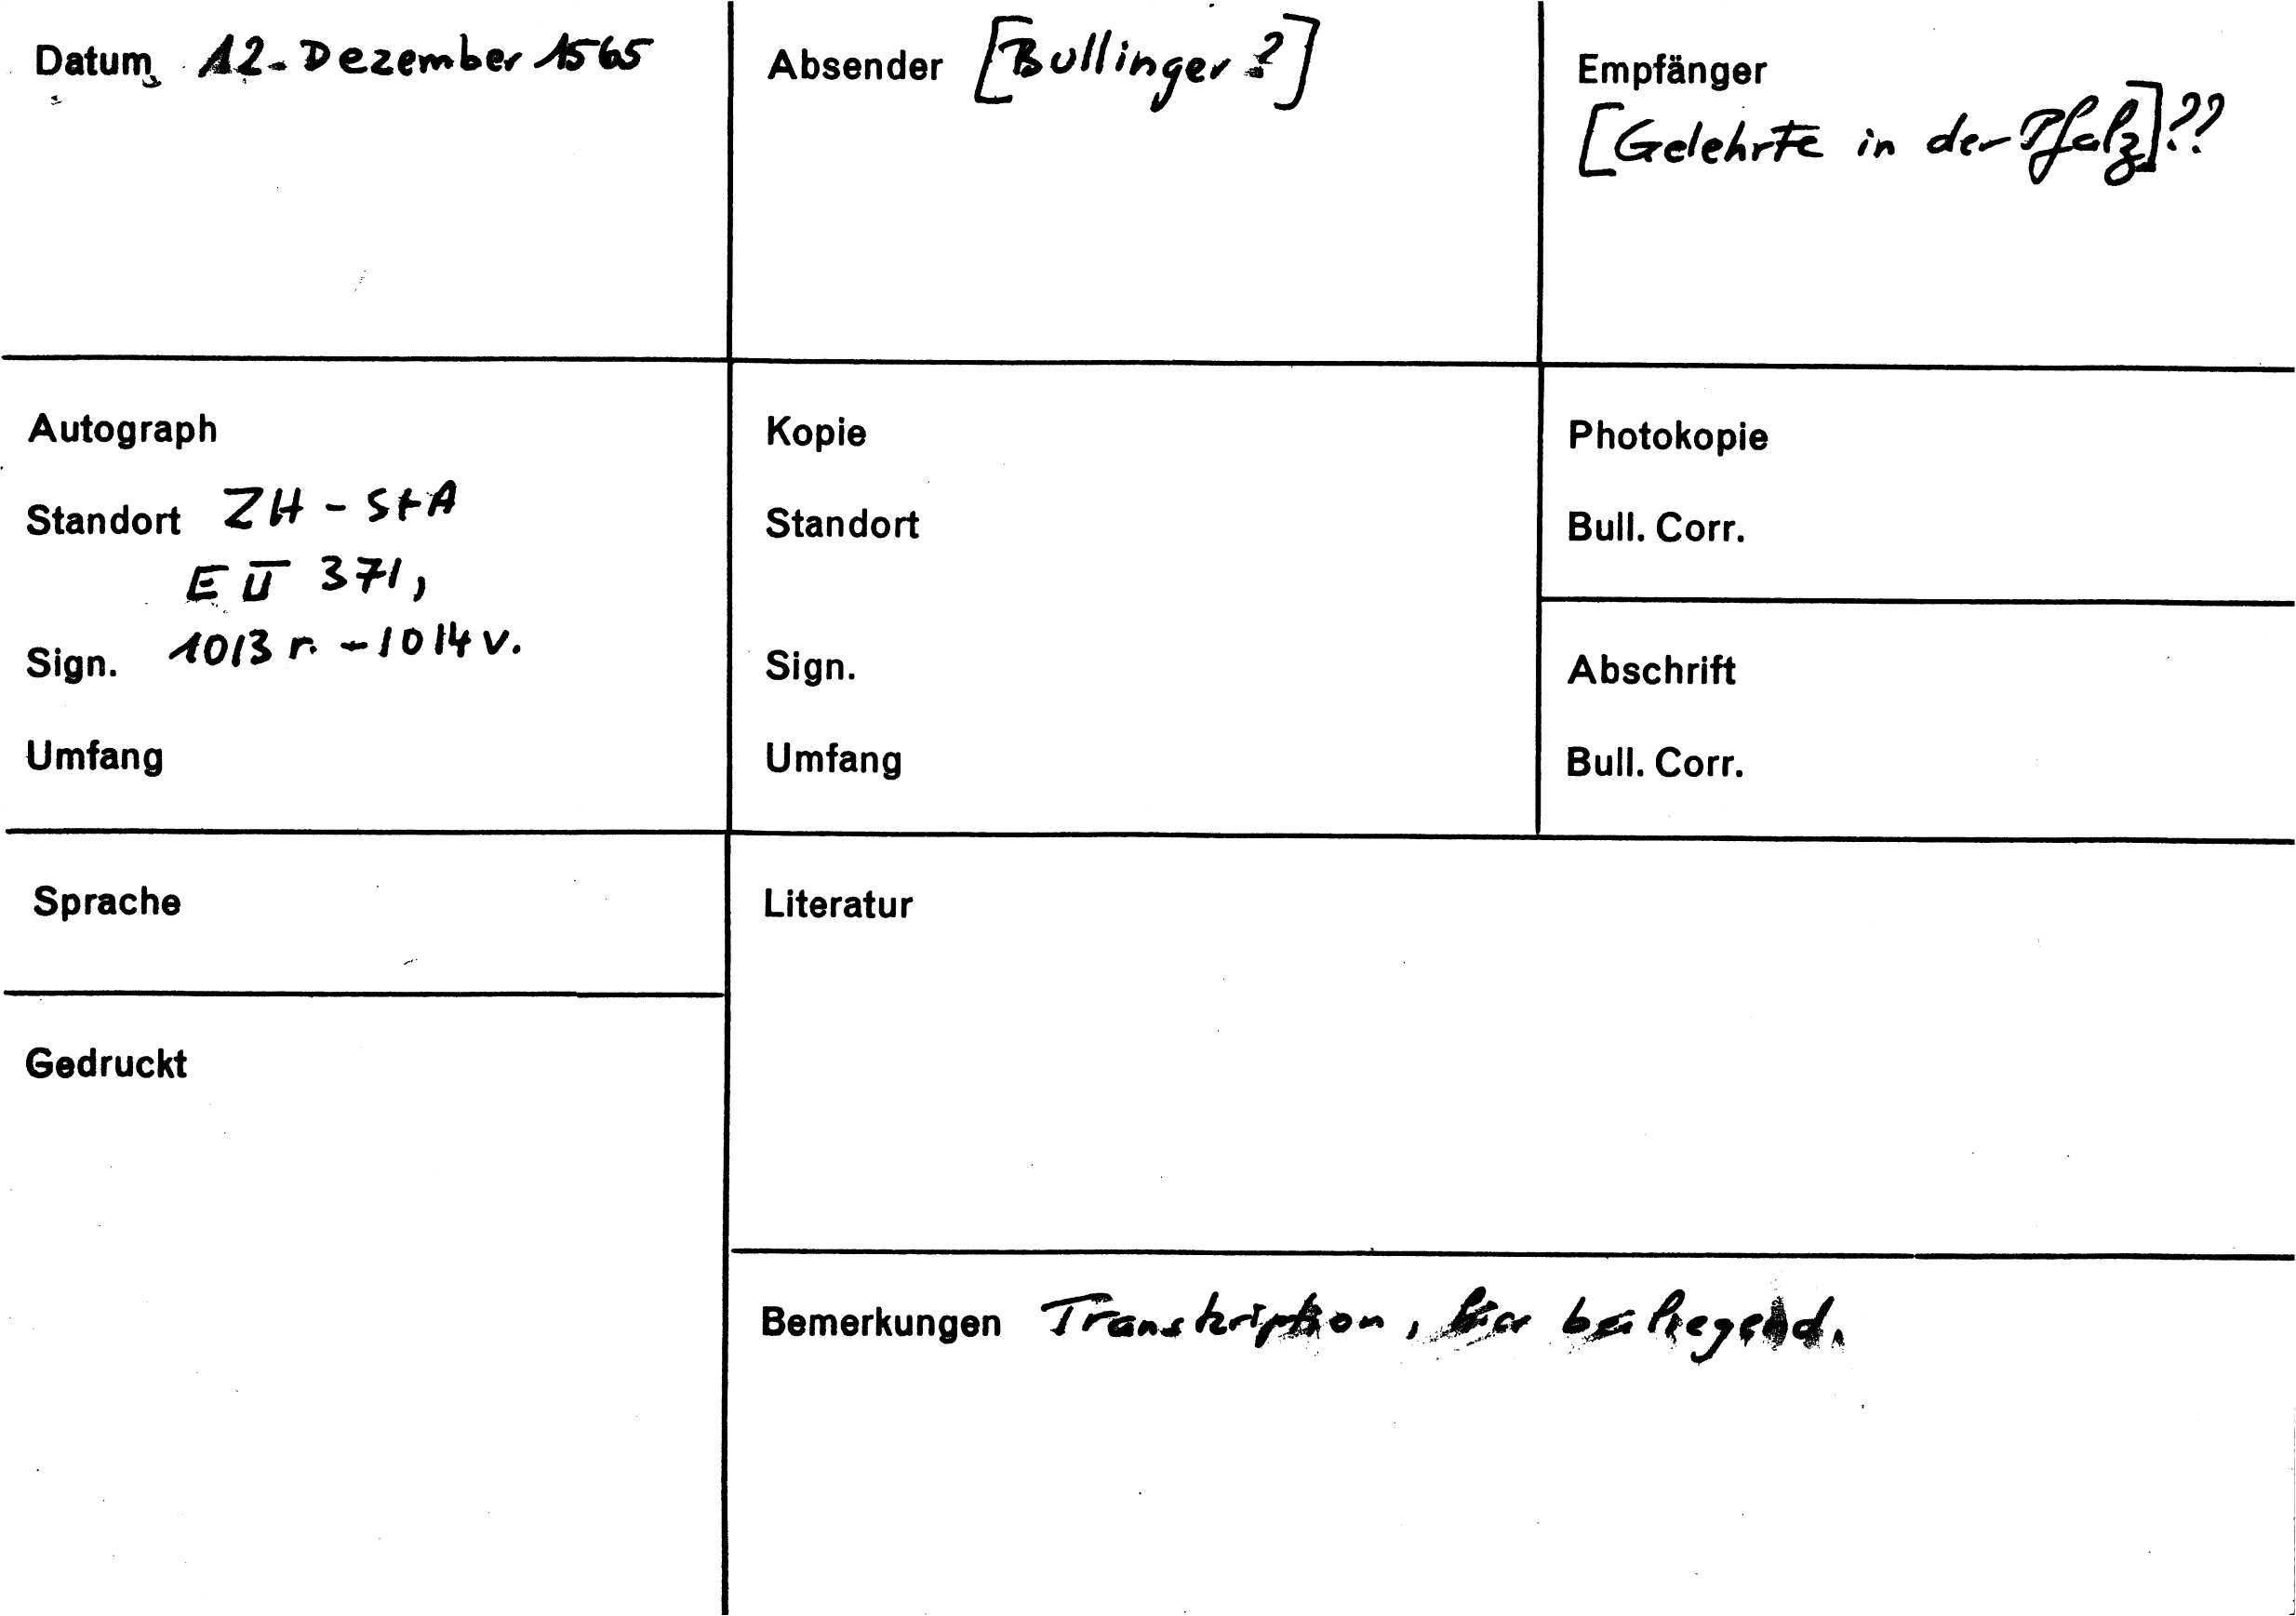 Datum 12. Dezember 1565
Absender [Bullinger?]
Empfänger
[Gelehrte in der Pfalz]??
Autograph
Standort ZH - StA
E II 371,
Sign. 1013 r. - 1014 v.
Umfang
Kopie
Standort
Sign.
Umfang
Photokopie
Bull. Corr.
Abschrift
Bull. Corr.
Sprache
Gedruckt
Literatur
Bemerkungen Transkription, hier beiliegend.